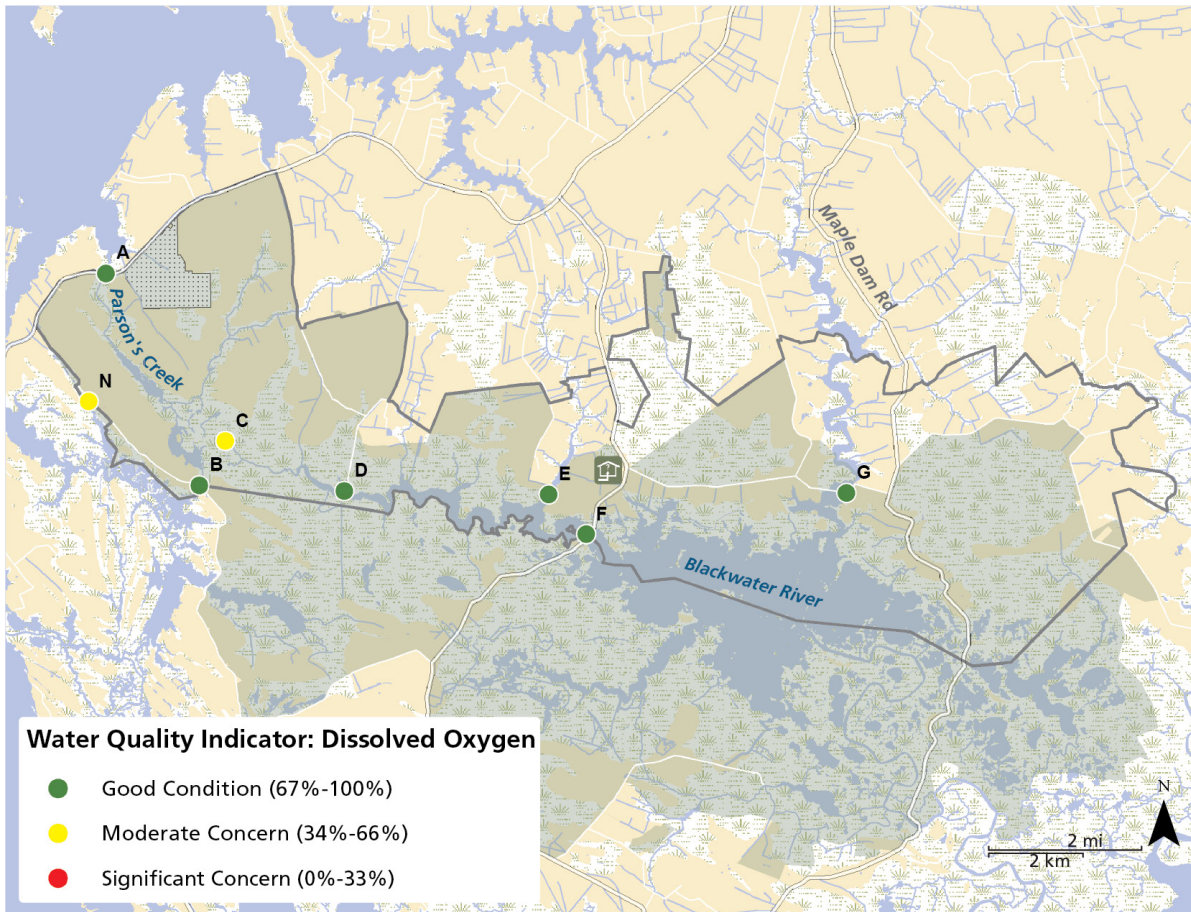 Maple Dam Rd
A
Parson's Creek
N
C
B
D
E
G
F
Blackwater River
Water Quality Indicator: Dissolved Oxygen
Good Condition (67%-100%)
Moderate Concern (34%-66%)
Significant Concern (0%-33%)
N
2 mi
2 km